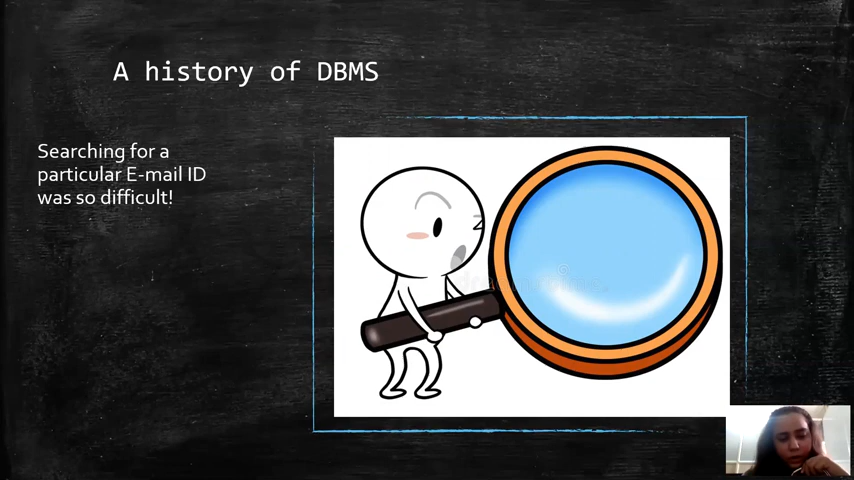 A history of DBMS
Searching for a
particular E-mail ID
was so difficult!